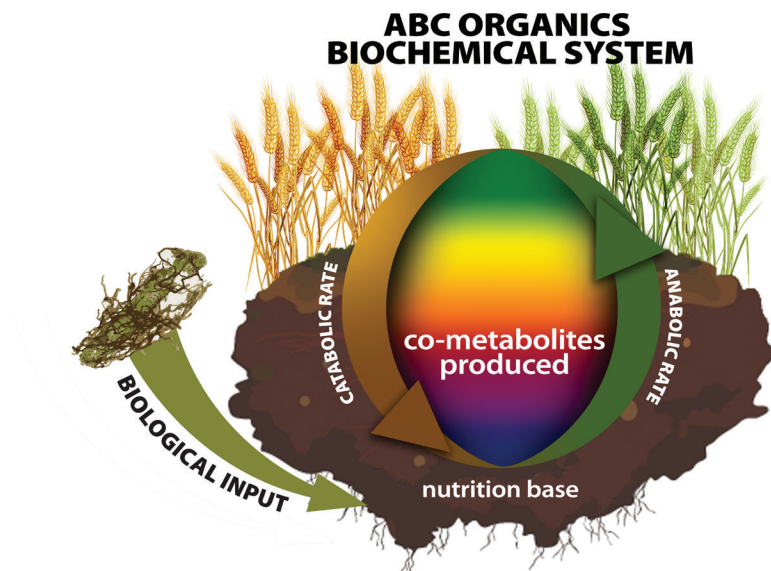 ABC ORGANICS
BIOCHEMICAL SYSTEM
CATABOLIC RATE
ANABOLIC RATE
co-metabolites
produced
BIOLOGICAL INPUT
nutrition base